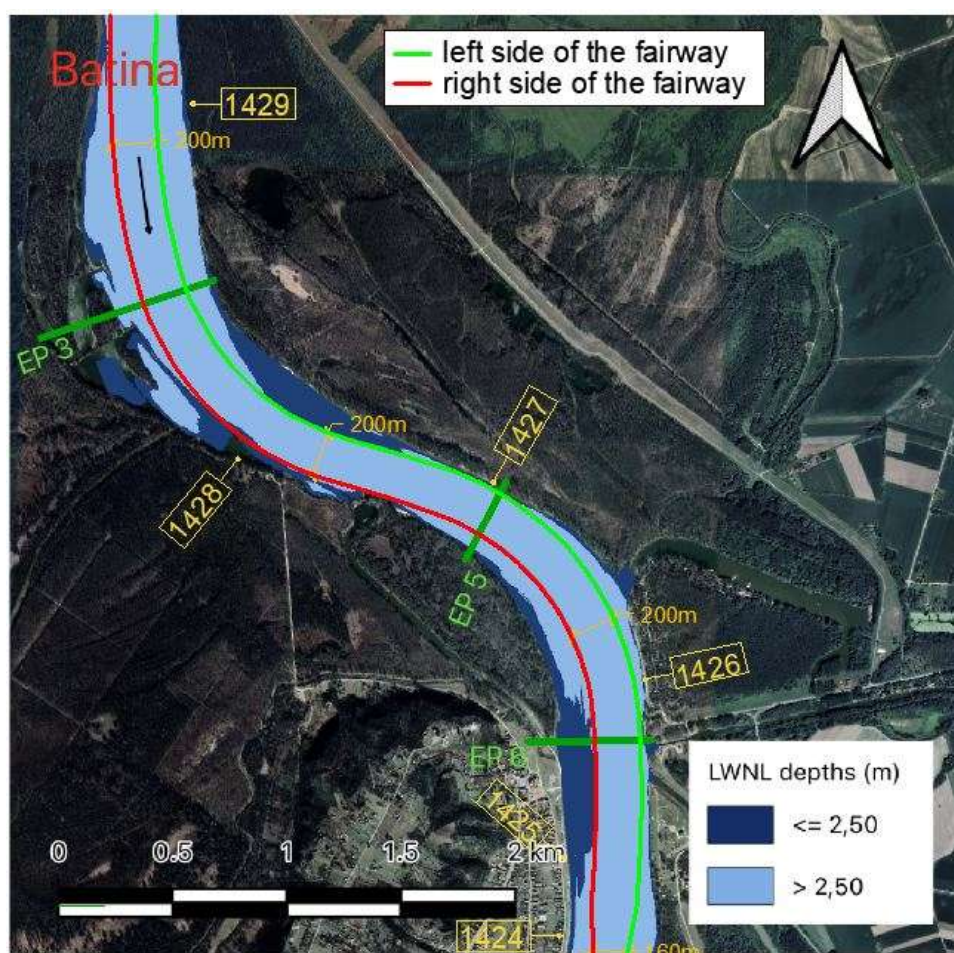 left side of the fairway
right side of the fairway
Batina
1429
200m
EP 3
200m
1427
1428
EP 5
200m
1426
EP 6
LWNL depths (m)
<= 2,50
> 2,50
1425
0 0.5 1 1.5 2 km
1424
160m